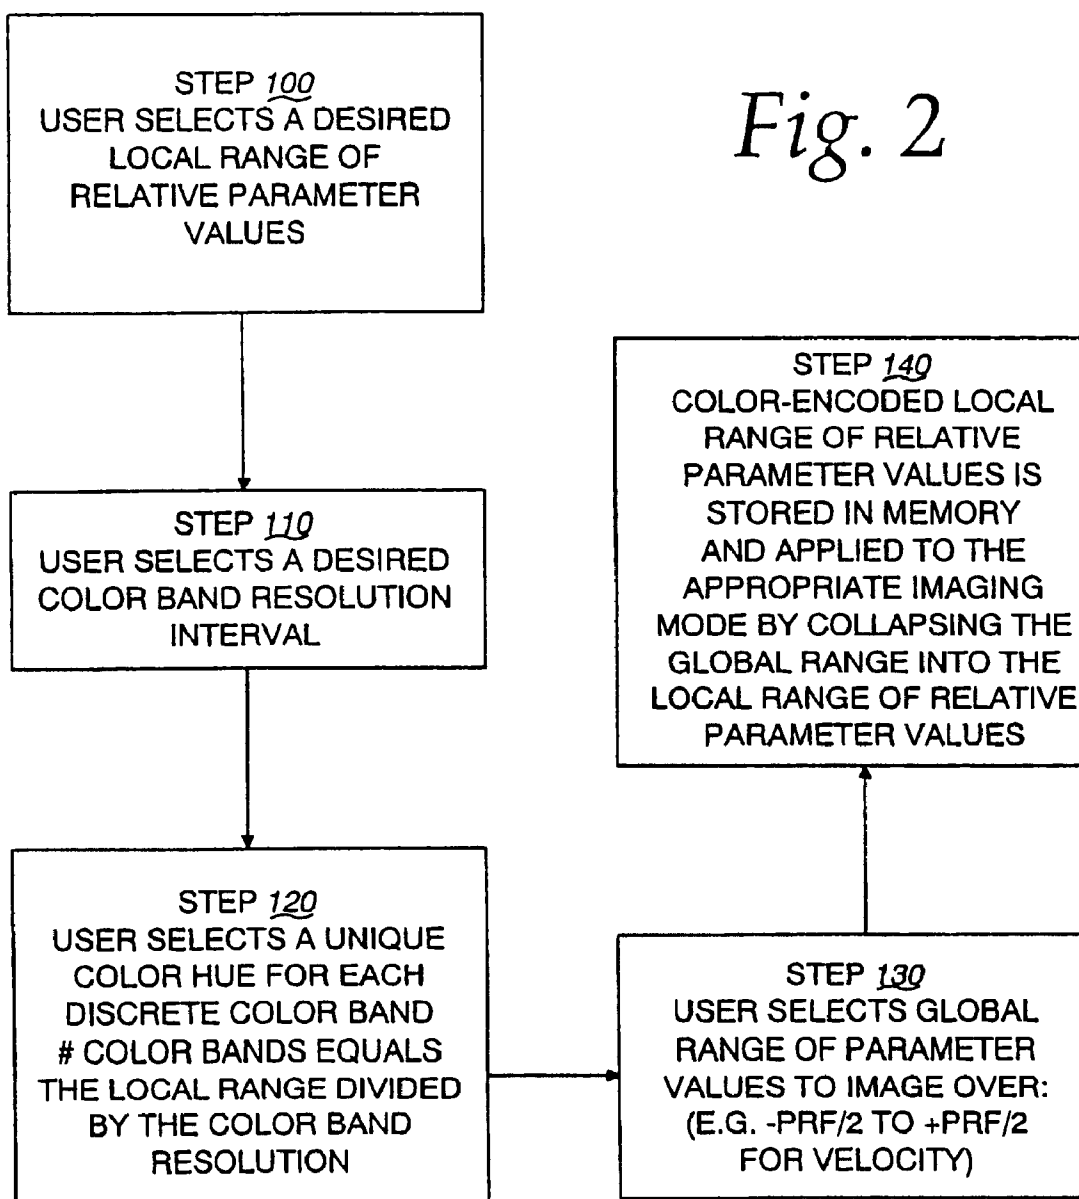 Fig. 2
STEP 100
USER SELECTS A DESIRED
LOCAL RANGE OF
RELATIVE PARAMETER
VALUES
STEP 110
USER SELECTS A DESIRED
COLOR BAND RESOLUTION
INTERVAL
STEP 120
USER SELECTS A UNIQUE
COLOR HUE FOR EACH
DISCRETE COLOR BAND
# COLOR BANDS EQUALS
THE LOCAL RANGE DIVIDED
BY THE COLOR BAND
RESOLUTION
STEP 130
USER SELECTS GLOBAL
RANGE OF PARAMETER
VALUES TO IMAGE OVER:
(E.G. -PRF/2 TO +PRF/2
FOR VELOCITY)
STEP 140
COLOR-ENCODED LOCAL
RANGE OF RELATIVE
PARAMETER VALUES IS
STORED IN MEMORY
AND APPLIED TO THE
APPROPRIATE IMAGING
MODE BY COLLAPSING THE
GLOBAL RANGE INTO THE
LOCAL RANGE OF RELATIVE
PARAMETER VALUES